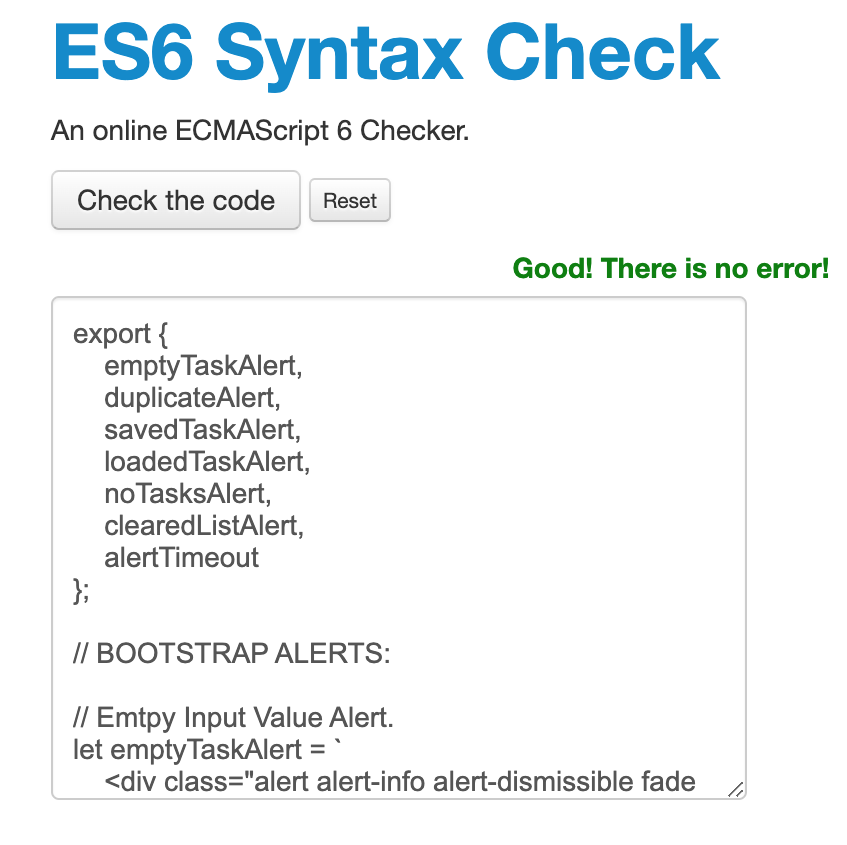 ES6 Syntax Check
An online ECMAScript 6 Checker.
Check the code Reset
Good! There is no error!
export {
emptyTaskAlert,
duplicateAlert,
savedTaskAlert,
loadedTaskAlert,
noTasksAlert,
clearedListAlert,
alertTimeout
};
// BOOTSTRAP ALERTS:
// Emtpy Input Value Alert.
let emptyTaskAlert = `
<div class="alert alert-info alert-dismissible fade